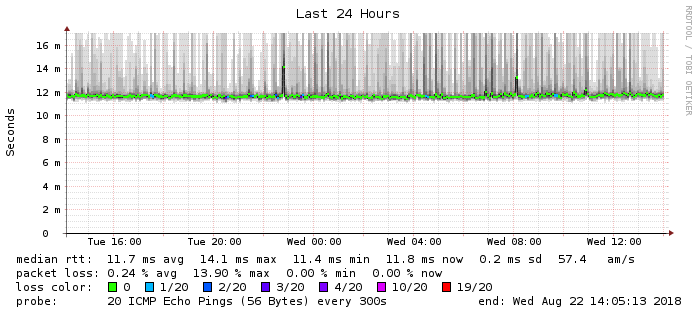 Last 24 Hours
RRDTOOL / TOBI OETIKER
Seconds
16 m
14 m
12 m
10 m
8 m
6 m
4 m
2 m
0
Tue 16:00 Tue 20:00 Wed 00:00 Wed 04:00 Wed 08:00 Wed 12:00
median rtt: 11.7 ms avg 14.1 ms max 11.4 ms min 11.8 ms now 0.2 ms sd 57.4 am/s
packet loss: 0.24 % avg 13.90 % max 0.00 % min 0.00 % now
loss color: 0 1/20 2/20 3/20 4/20 10/20 19/20
probe: 20 ICMP Echo Pings (56 Bytes) every 300s end: Wed Aug 22 14:05:13 2018